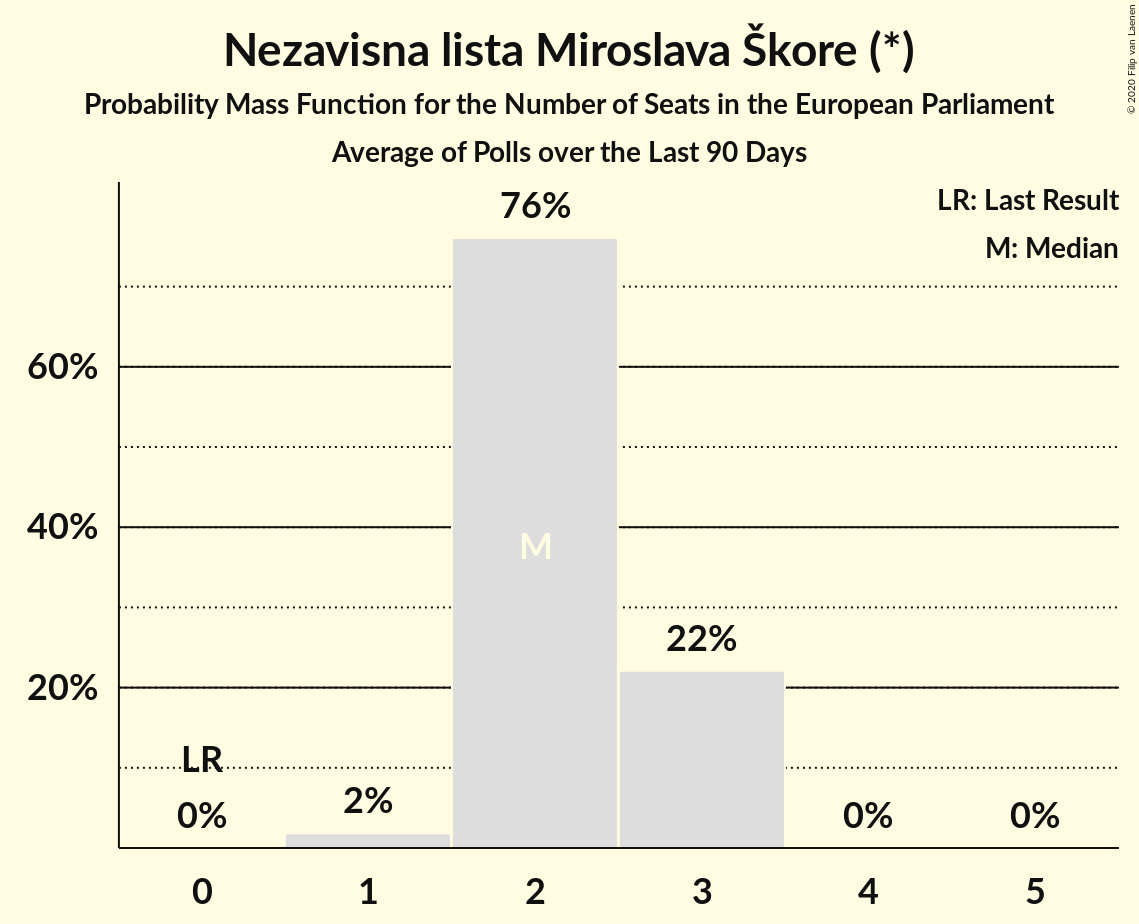 Nezavisna lista Miroslava Škore (*)
Probability Mass Function for the Number of Seats in the European Parliament
Average of Polls over the Last 90 Days
© 2020 Filip van Laenen
LR: Last Result
M: Median
76%
60%
40%
M
22%
20%
LR
0%
2%
0%
0%
0 1 2 3 4 5